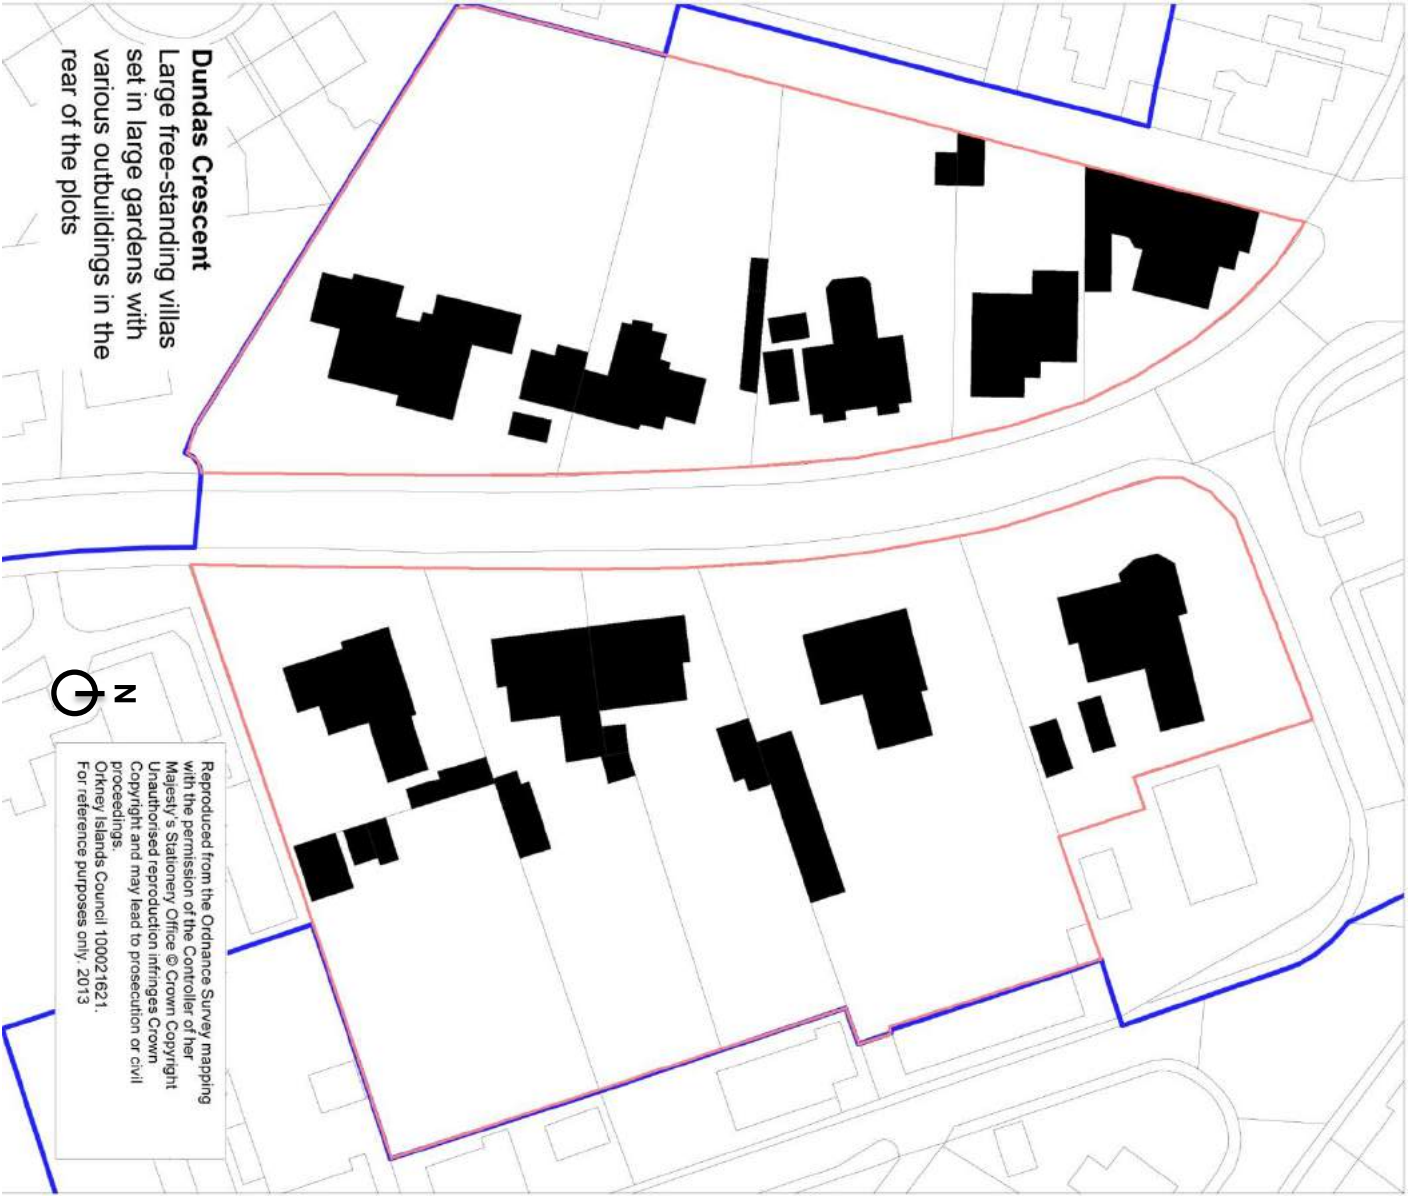 Dundas Crescent
Large free-standing villas
set in large gardens with
various outbuildings in the
rear of the plots
N
Reproduced from the Ordnance Survey mapping
with the permission of the Controller of her
Majesty's Stationery Office © Crown Copyright
Unauthorised reproduction infringes Crown
Copyright and may lead to prosecution or civil
proceedings.
Orkney Islands Council 100021621.
For reference purposes only. 2013